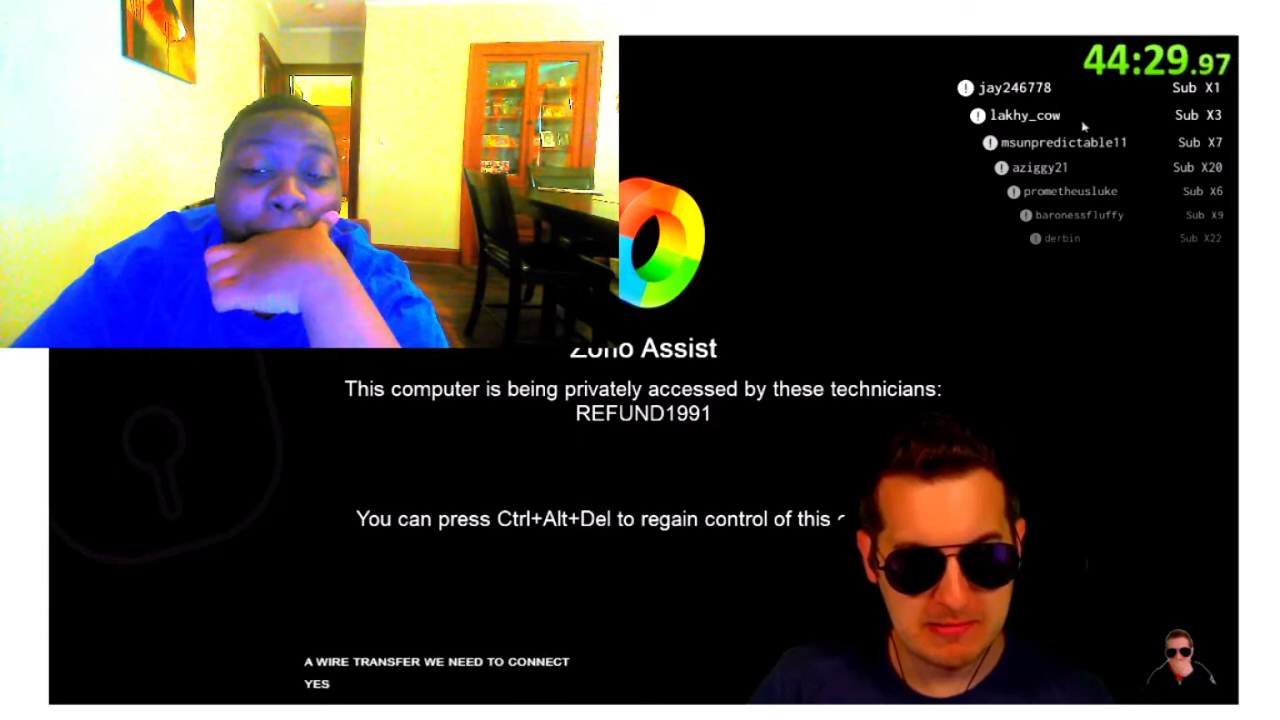 44:29.97
jay246778 Sub X1
lakhy_cow Sub X3
msunpredictable11 Sub X7
aziggy21 Sub X20
prometheusluke Sub X6
baronessfluffy Sub X9
derbin Sub X22
Zoho Assist
This computer is being privately accessed by these technicians:
REFUND1991
You can press Ctrl+Alt+Del to regain control of this
A WIRE TRANSFER WE NEED TO CONNECT
YES